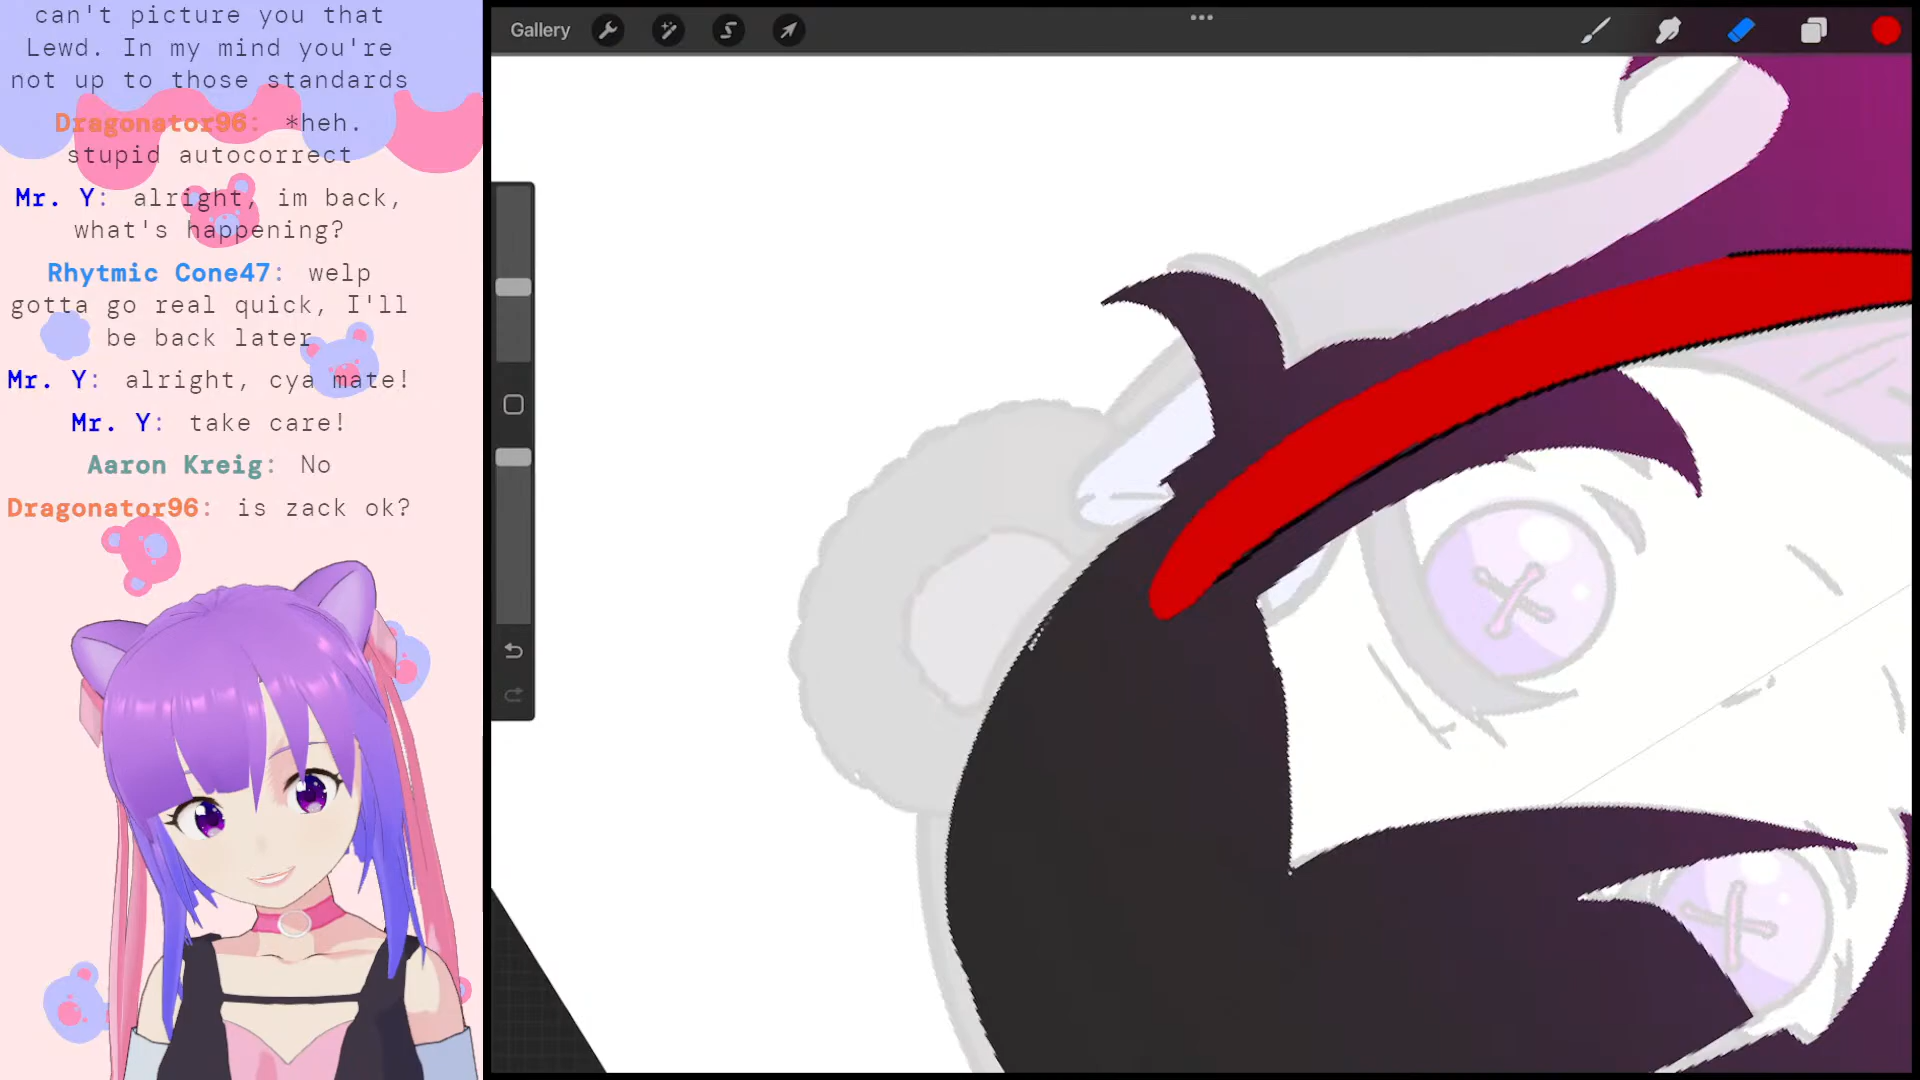 can't picture you that
Lewd. In my mind you're
not up to those standards
Dragonator96: *heh.
stupid autocorrect
Mr. Y: alright, im back,
what's happening?
Rhytmic Cone47: welp
gotta go real quick, I'll
be back later
Mr. Y: alright, cya mate!
Mr. Y: take care!
Aaron Kreig: No
Dragonator96: is zack ok?
Gallery